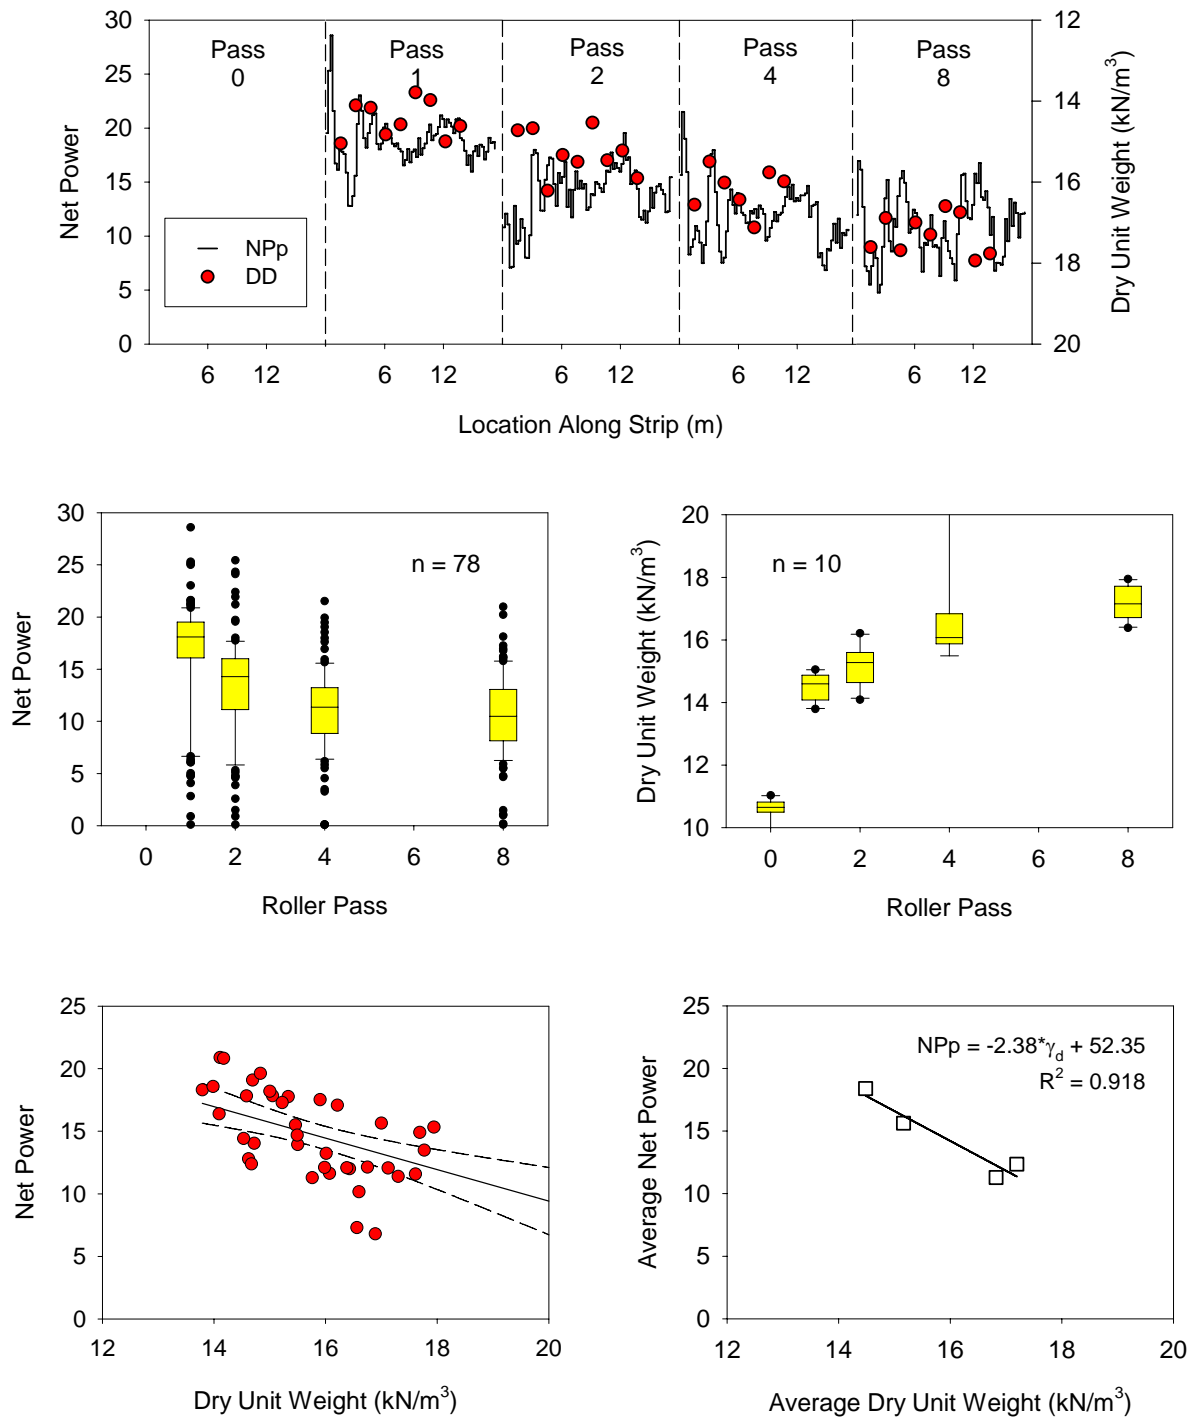 30
25
20
15
10
5
0
Net Power
Pass
0
Pass
1
Pass
2
Pass
4
Pass
8
12
14
16
18
20
Dry Unit Weight (kN/m³)
NPp
DD
6 12 6 12 6 12 6 12 6 12
Location Along Strip (m)
30
25
20
15
10
5
0
Net Power
n = 78
0 2 4 6 8
Roller Pass
20
18
16
14
12
10
Dry Unit Weight (kN/m³)
n = 10
0 2 4 6 8
Roller Pass
25
20
15
10
5
0
Net Power
12 14 16 18 20
Dry Unit Weight (kN/m³)
25
20
15
10
5
0
Average Net Power
NPp = -2.38*γd + 52.35
R² = 0.918
12 14 16 18 20
Average Dry Unit Weight (kN/m³)